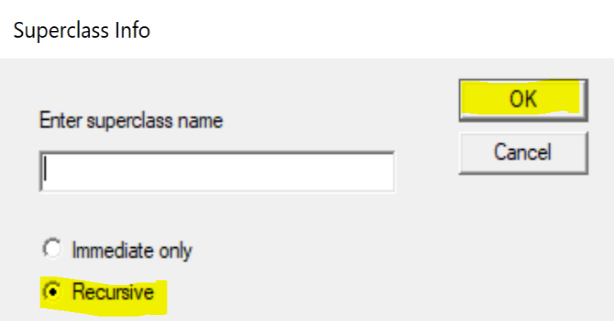 Superclass Info
OK
Enter superclass name
Cancel
Immediate only
Recursive